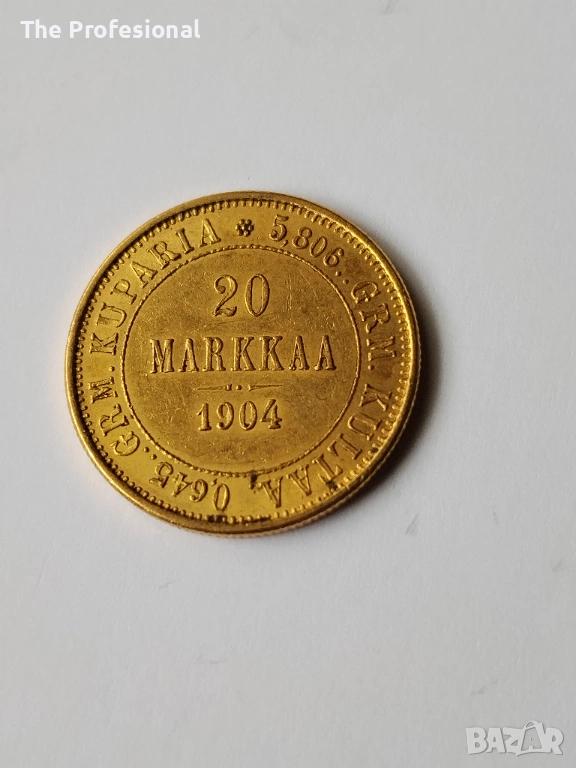 The Profesional
5,806.. GRM. KULTAA.
0,645.. GRM. KUPARIA
20
MARKKAA
1904
BAZAR